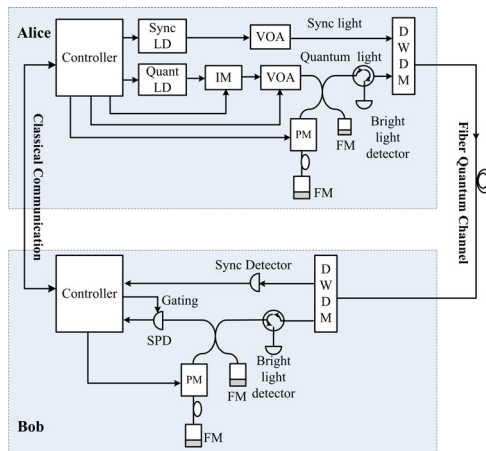 Alice
Controller
Sync
LD
VOA
Sync light
Quant
LD
IM
VOA
Quantum light
D
W
D
M
PM
FM
Bright
light
detector
FM
Classical Communication
Fiber Quantum Channel
Controller
Sync Detector
D
W
D
M
Gating
SPD
PM
FM
Bright
light
detector
FM
Bob